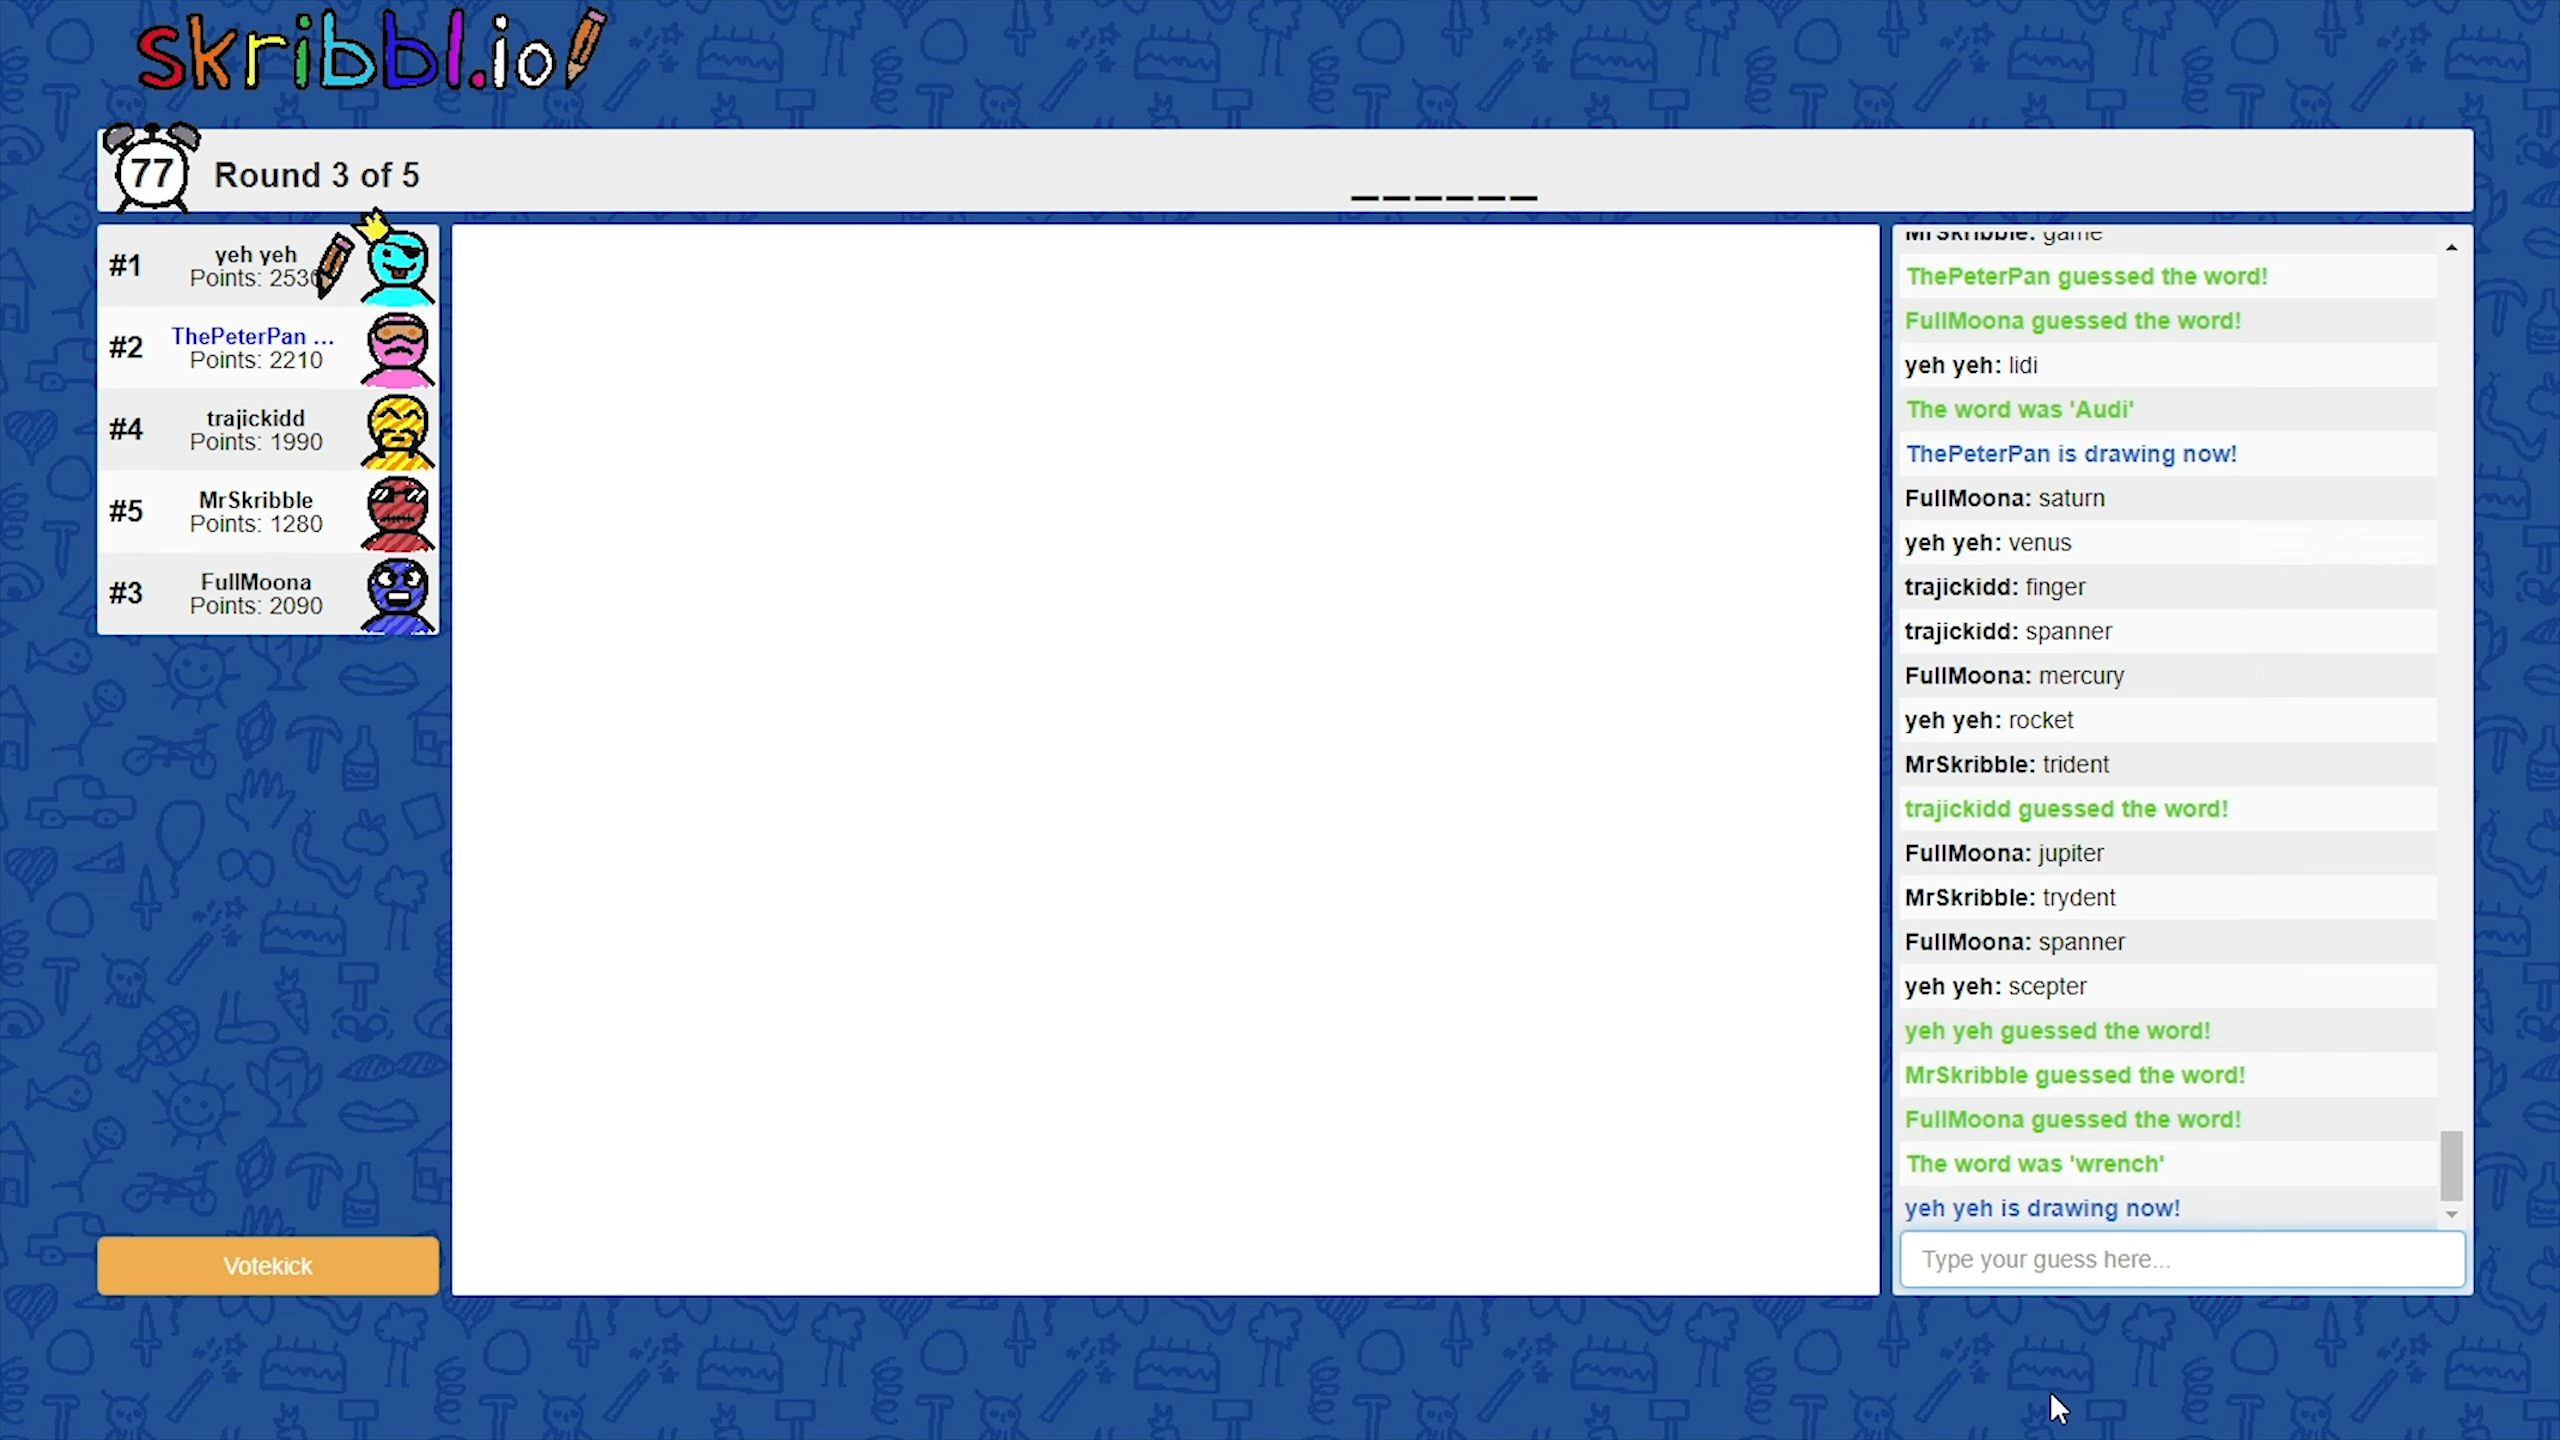 skribbl.io
77
Round 3 of 5
______
#1
yeh yeh
Points: 2530
#2
ThePeterPan ...
Points: 2210
#4
trajickidd
Points: 1990
#5
MrSkribble
Points: 1280
#3
FullMoona
Points: 2090
Votekick
MrSkribble: game
ThePeterPan guessed the word!
FullMoona guessed the word!
yeh yeh: lidi
The word was 'Audi'
ThePeterPan is drawing now!
FullMoona: saturn
yeh yeh: venus
trajickidd: finger
trajickidd: spanner
FullMoona: mercury
yeh yeh: rocket
MrSkribble: trident
trajickidd guessed the word!
FullMoona: jupiter
MrSkribble: trydent
FullMoona: spanner
yeh yeh: scepter
yeh yeh guessed the word!
MrSkribble guessed the word!
FullMoona guessed the word!
The word was 'wrench'
yeh yeh is drawing now!
Type your guess here...